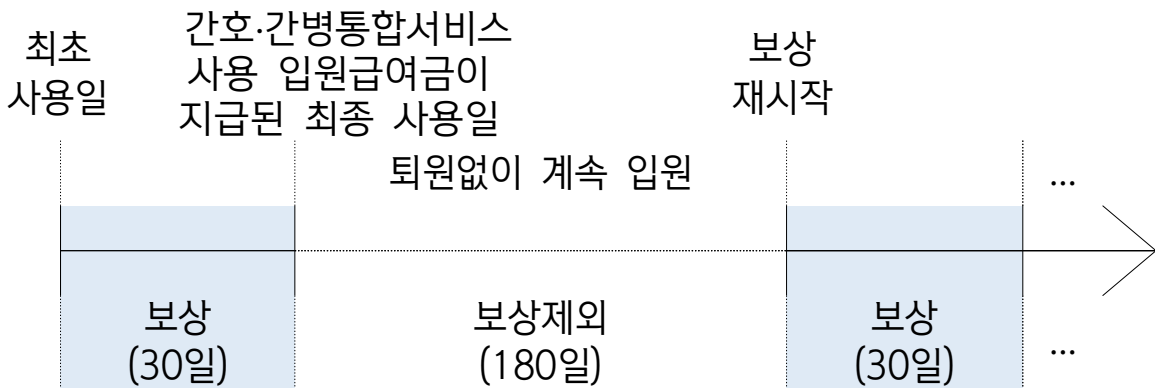 최초
사용일
간호·간병통합서비스
사용 입원급여금이
지급된 최종 사용일
보상
재시작
퇴원없이 계속 입원
...
보상
(30일)
보상제외
(180일)
보상
(30일)
...